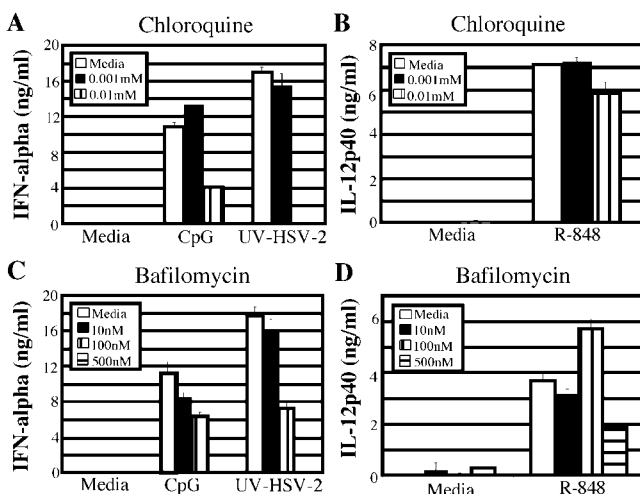 A
Chloroquine
IFN-alpha (ng/ml)
20
16
12
8
4
0
Media
0.001mM
0.01mM
Media
CpG
UV-HSV-2
B
Chloroquine
IL-12p40 (ng/ml)
8
6
4
2
0
Media
0.001mM
0.01mM
Media
R-848
C
Bafilomycin
IFN-alpha (ng/ml)
20
16
12
8
4
0
Media
10nM
100nM
500nM
Media
CpG
UV-HSV-2
D
Bafilomycin
IL-12p40 (ng/ml)
6
4
2
0
Media
10nM
100nM
500nM
Media
R-848